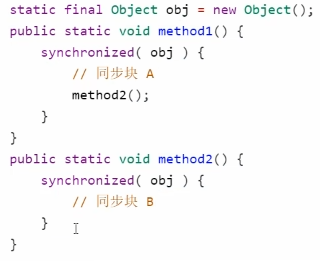 static final Object obj = new Object();
public static void method1() {
    synchronized( obj ) {
        // 同步块 A
        method2();
    }
}
public static void method2() {
    synchronized( obj ) {
        // 同步块 B
    }
}